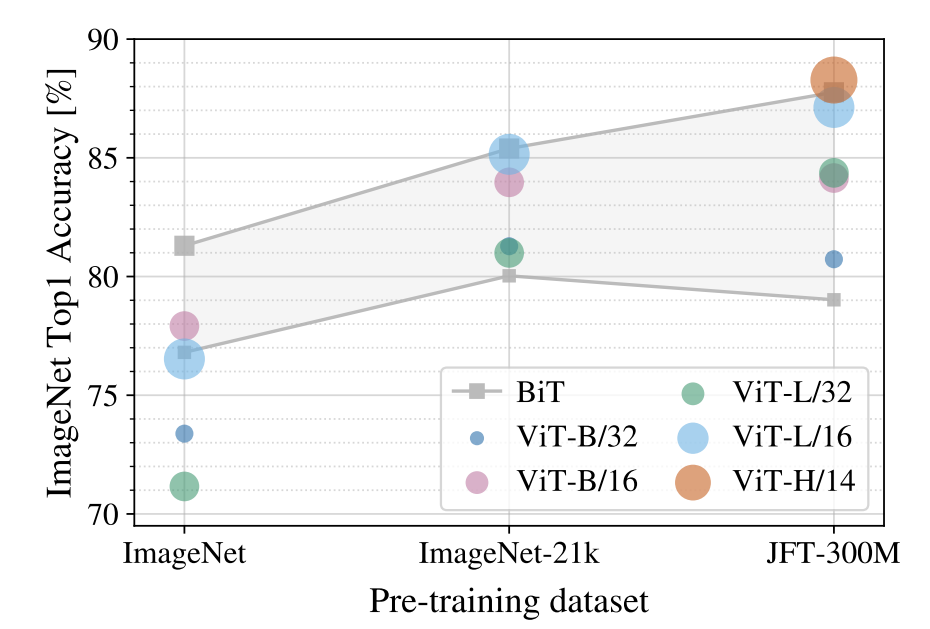 ImageNet Top1 Accuracy [%]
90
85
80
75
70
BiT
ViT-B/32
ViT-B/16
ViT-L/32
ViT-L/16
ViT-H/14
ImageNet
ImageNet-21k
JFT-300M
Pre-training dataset